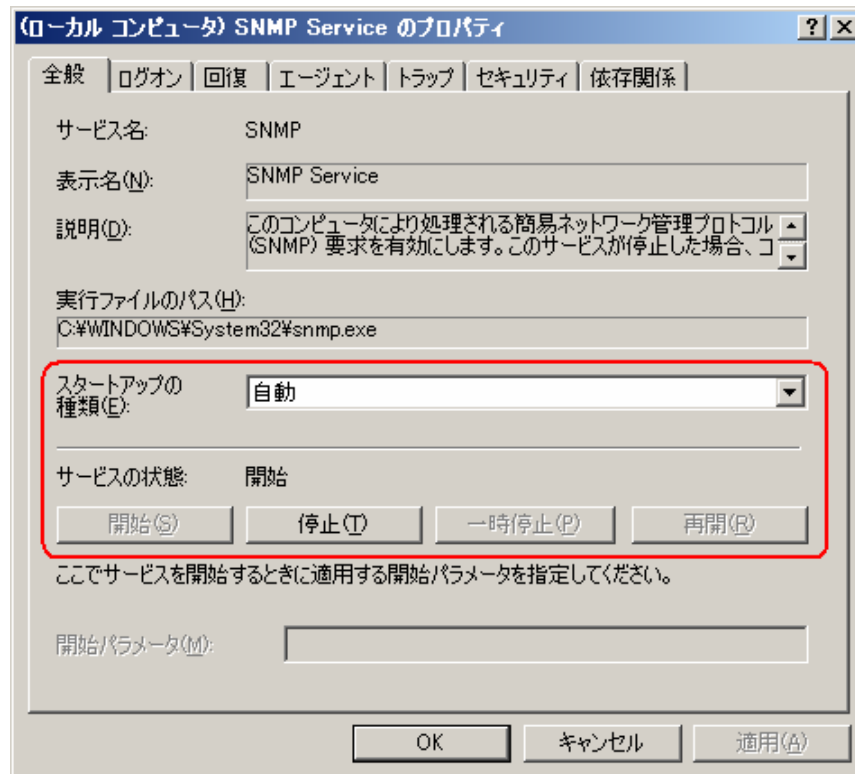 (ローカル コンピュータ) SNMP Service のプロパティ
全般 ログオン 回復 エージェント トラップ セキュリティ 依存関係
サービス名: SNMP
表示名(N): SNMP Service
説明(D): このコンピュータにより処理される簡易ネットワーク管理プロトコル
(SNMP) 要求を有効にします。このサービスが停止した場合、コ
実行ファイルのパス(H):
C:¥WINDOWS¥System32¥snmp.exe
スタートアップの
種類(E): 自動
サービスの状態: 開始
開始(S) 停止(T) 一時停止(P) 再開(R)
ここでサービスを開始するときに適用する開始パラメータを指定してください。
開始パラメータ(M):
OK キャンセル 適用(A)